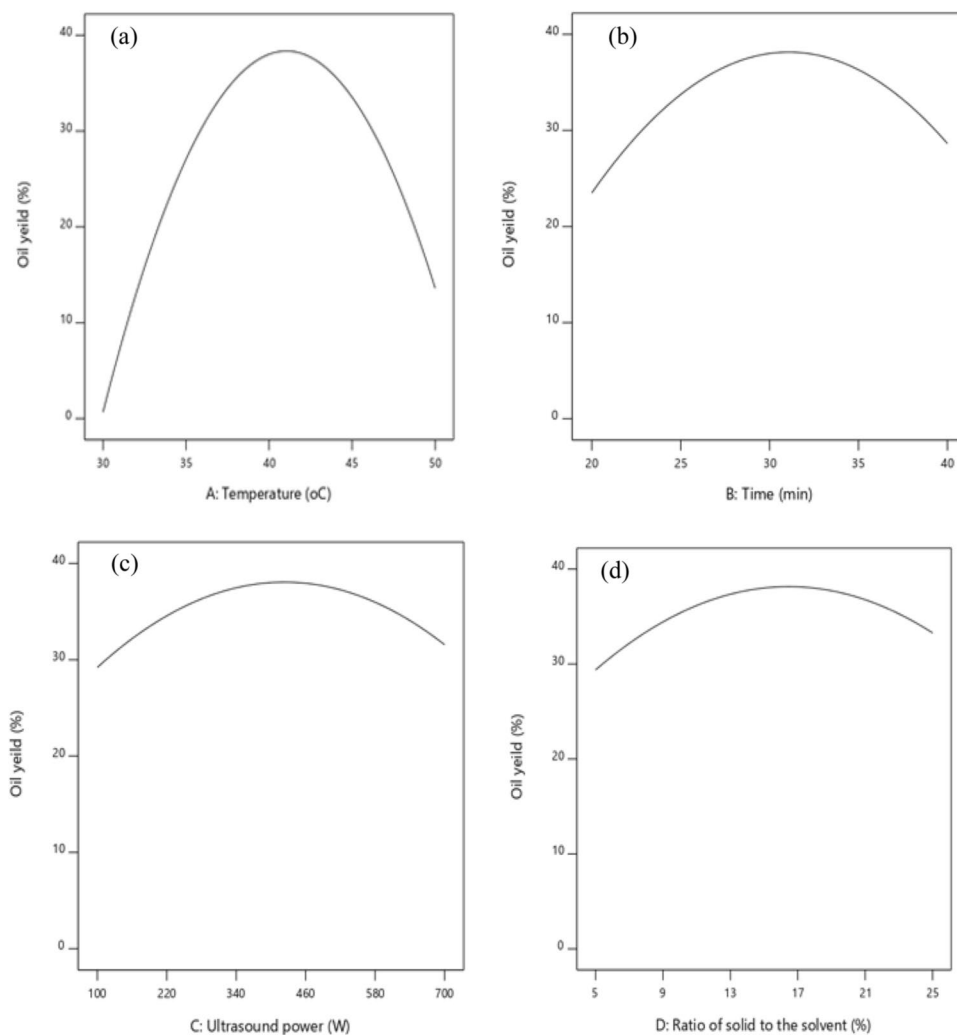 (a)
40
30
20
10
0
Oil yeild (%)
30 35 40 45 50
A: Temperature (oC)
(b)
40
30
20
10
0
Oil yeild (%)
20 25 30 35 40
B: Time (min)
(c)
40
30
20
10
0
Oil yeild (%)
100 220 340 460 580 700
C: Ultrasound power (W)
(d)
40
30
20
10
0
Oil yeild (%)
5 9 13 17 21 25
D: Ratio of solid to the solvent (%)